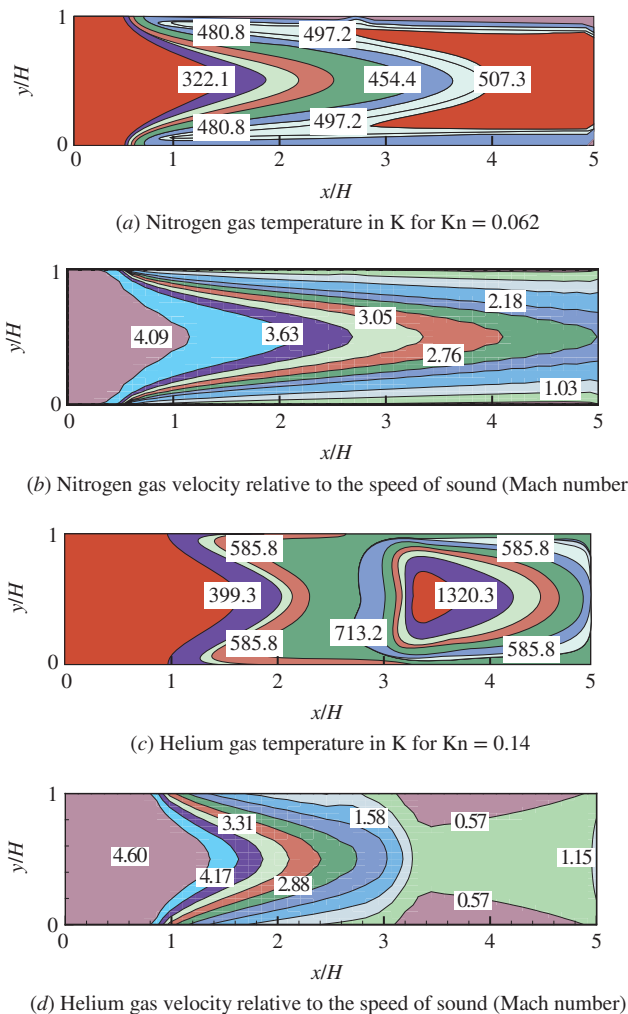 1
480.8
497.2
y/H
322.1
454.4
507.3
480.8
497.2
0
0 1 2 3 4 5
x/H
(a) Nitrogen gas temperature in K for Kn = 0.062
1
2.18
3.05
y/H
4.09
3.63
2.76
1.03
0
0 1 2 3 4 5
x/H
(b) Nitrogen gas velocity relative to the speed of sound (Mach number
1
585.8
585.8
y/H
399.3
1320.3
713.2
585.8
585.8
0
0 1 2 3 4 5
x/H
(c) Helium gas temperature in K for Kn = 0.14
1
3.31
1.58
0.57
y/H
4.60
1.15
4.17
2.88
0.57
0
0 1 2 3 4 5
x/H
(d) Helium gas velocity relative to the speed of sound (Mach number)